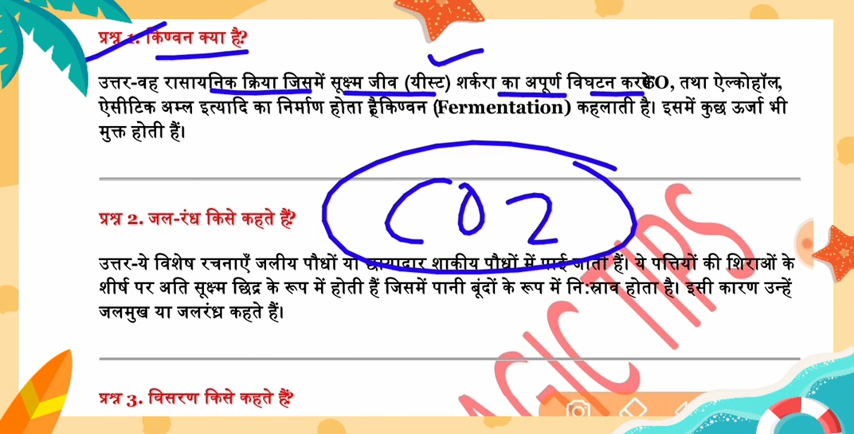 प्रश्न 1. किण्वन क्या है?
उत्तर-वह रासायनिक क्रिया जिसमें सूक्ष्म जीव (यीस्ट) शर्करा का अपूर्ण विघटन करके CO, तथा ऐल्कोहॉल,
ऐसीटिक अम्ल इत्यादि का निर्माण होता है, किण्वन (Fermentation) कहलाती है। इसमें कुछ ऊर्जा भी
मुक्त होती हैं।
CO2
प्रश्न 2. जल-रंध किसे कहते हैं?
उत्तर-ये विशेष रचनाएँ जलीय पौधों या छायादार शाकीय पौधों में पाई जाती हैं। ये पत्तियों की शिराओं के
शीर्ष पर अति सूक्ष्म छिद्र के रूप में होती हैं जिसमें पानी बूंदों के रूप में नि:स्राव होता है। इसी कारण उन्हें
जलमुख या जलरंध्र कहते हैं।
AGIC TIPS
प्रश्न 3. विसरण किसे कहते हैं?